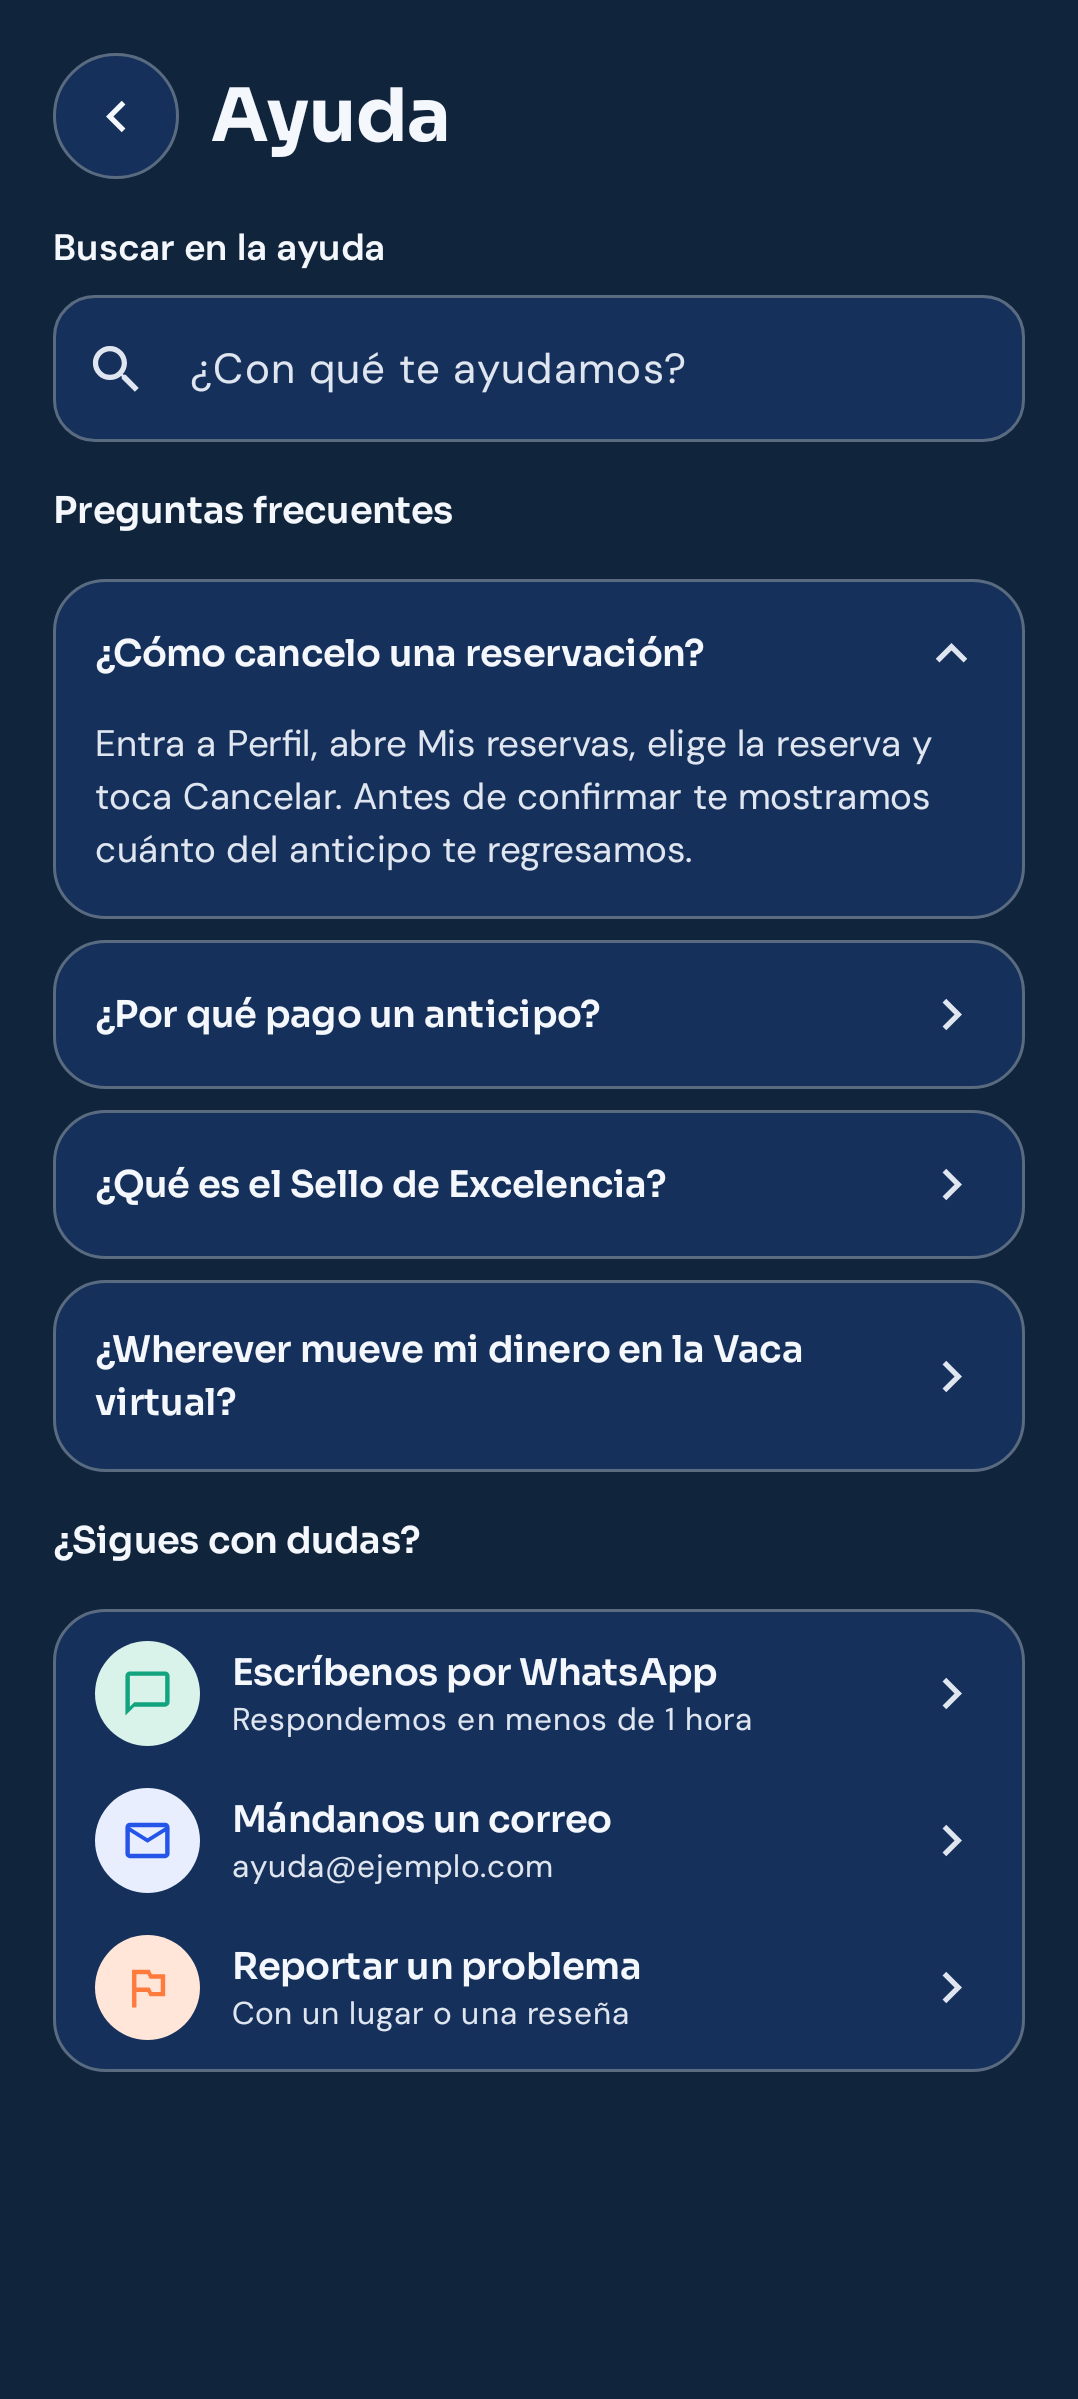 Ayuda
Buscar en la ayuda
¿Con qué te ayudamos?
Preguntas frecuentes
¿Cómo cancelo una reservación?
Entra a Perfil, abre Mis reservas, elige la reserva y
toca Cancelar. Antes de confirmar te mostramos
cuánto del anticipo te regresamos.
¿Por qué pago un anticipo?
¿Qué es el Sello de Excelencia?
¿Wherever mueve mi dinero en la Vaca
virtual?
¿Sigues con dudas?
Escríbenos por WhatsApp
Respondemos en menos de 1 hora
Mándanos un correo
ayuda@ejemplo.com
Reportar un problema
Con un lugar o una reseña